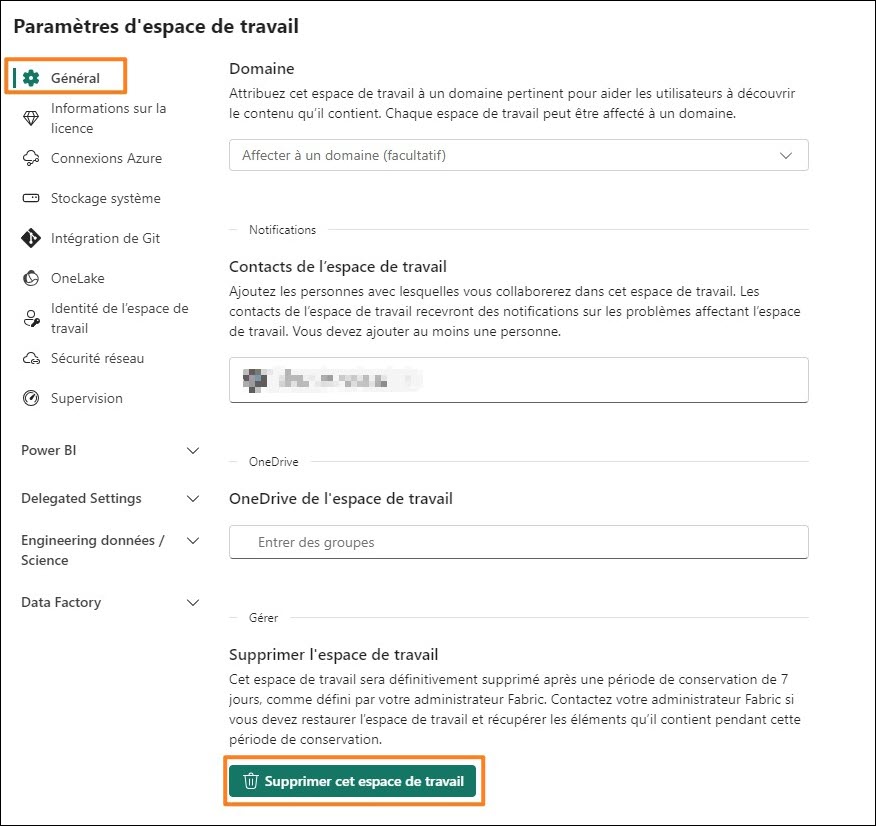 Paramètres d'espace de travail
Général
Informations sur la
licence
Connexions Azure
Stockage système
Intégration de Git
OneLake
Identité de l'espace de
travail
Sécurité réseau
Supervision
Power BI
Delegated Settings
Engineering données /
Science
Data Factory
Domaine
Attribuez cet espace de travail à un domaine pertinent pour aider les utilisateurs à découvrir
le contenu qu'il contient. Chaque espace de travail peut être affecté à un domaine.
Affecter à un domaine (facultatif)
Notifications
Contacts de l'espace de travail
Ajoutez les personnes avec lesquelles vous collaborerez dans cet espace de travail. Les
contacts de l'espace de travail recevront des notifications sur les problèmes affectant l'espace
de travail. Vous devez ajouter au moins une personne.
OneDrive
OneDrive de l'espace de travail
Entrer des groupes
Gérer
Supprimer l'espace de travail
Cet espace de travail sera définitivement supprimé après une période de conservation de 7
jours, comme défini par votre administrateur Fabric. Contactez votre administrateur Fabric si
vous devez restaurer l'espace de travail et récupérer les éléments qu'il contient pendant cette
période de conservation.
Supprimer cet espace de travail